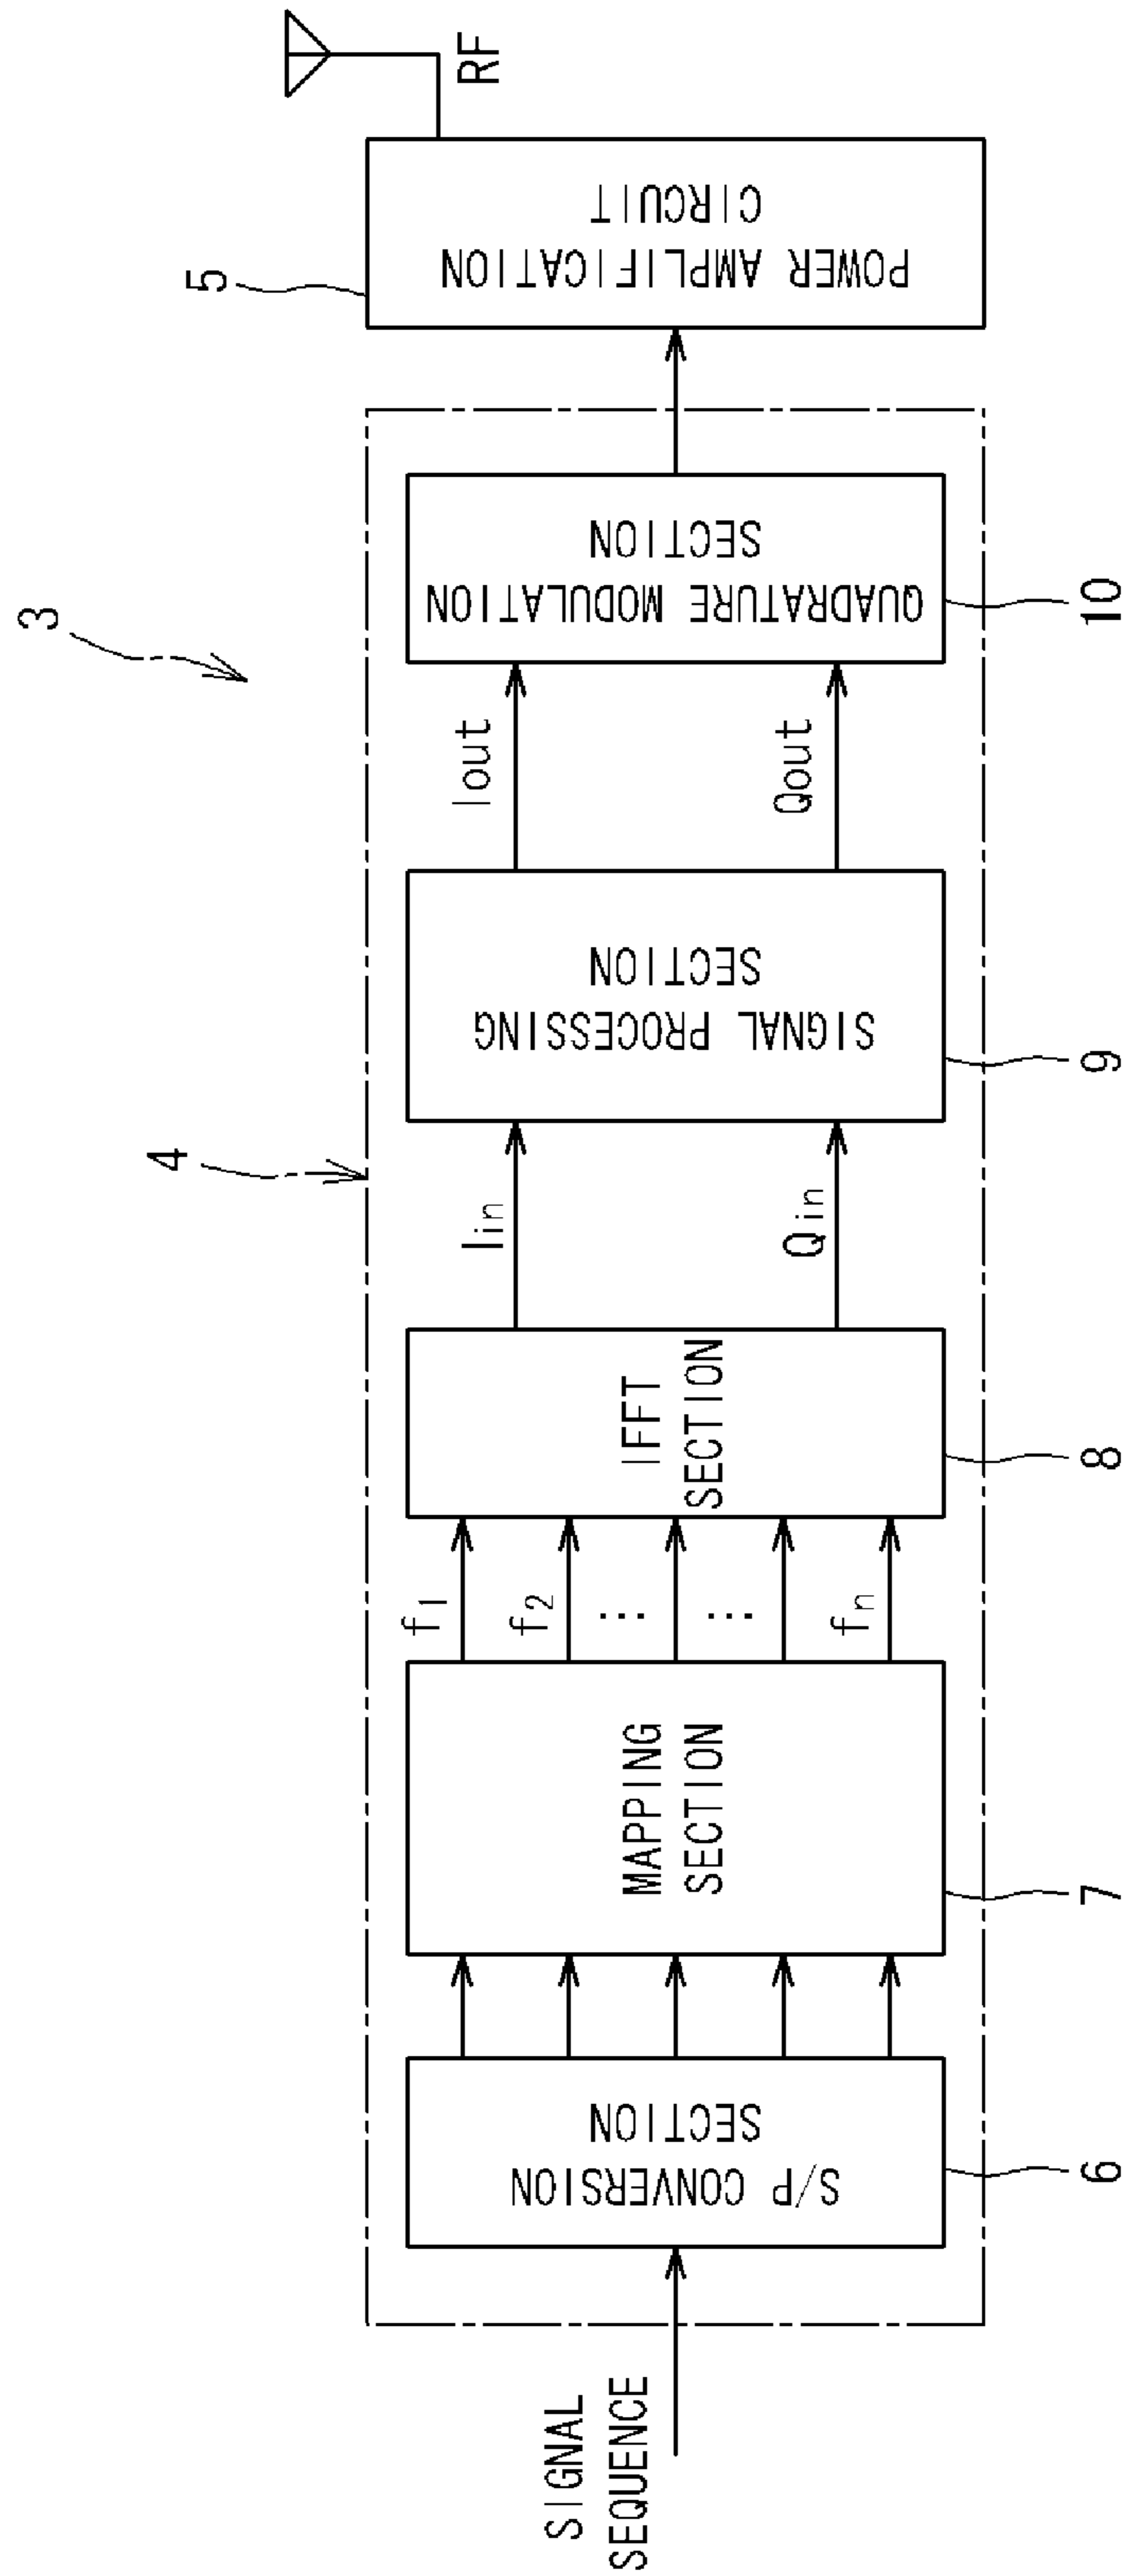 3
4
5
SIGNAL
SEQUENCE
S/P CONVERSION
SECTION
MAPPING
SECTION
f1
f2
...
...
fn
IFFT
SECTION
Iin
Qin
SIGNAL PROCESSING
SECTION
Iout
Qout
QUADRATURE MODULATION
SECTION
POWER AMPLIFICATION
CIRCUIT
RF
6
7
8
9
10